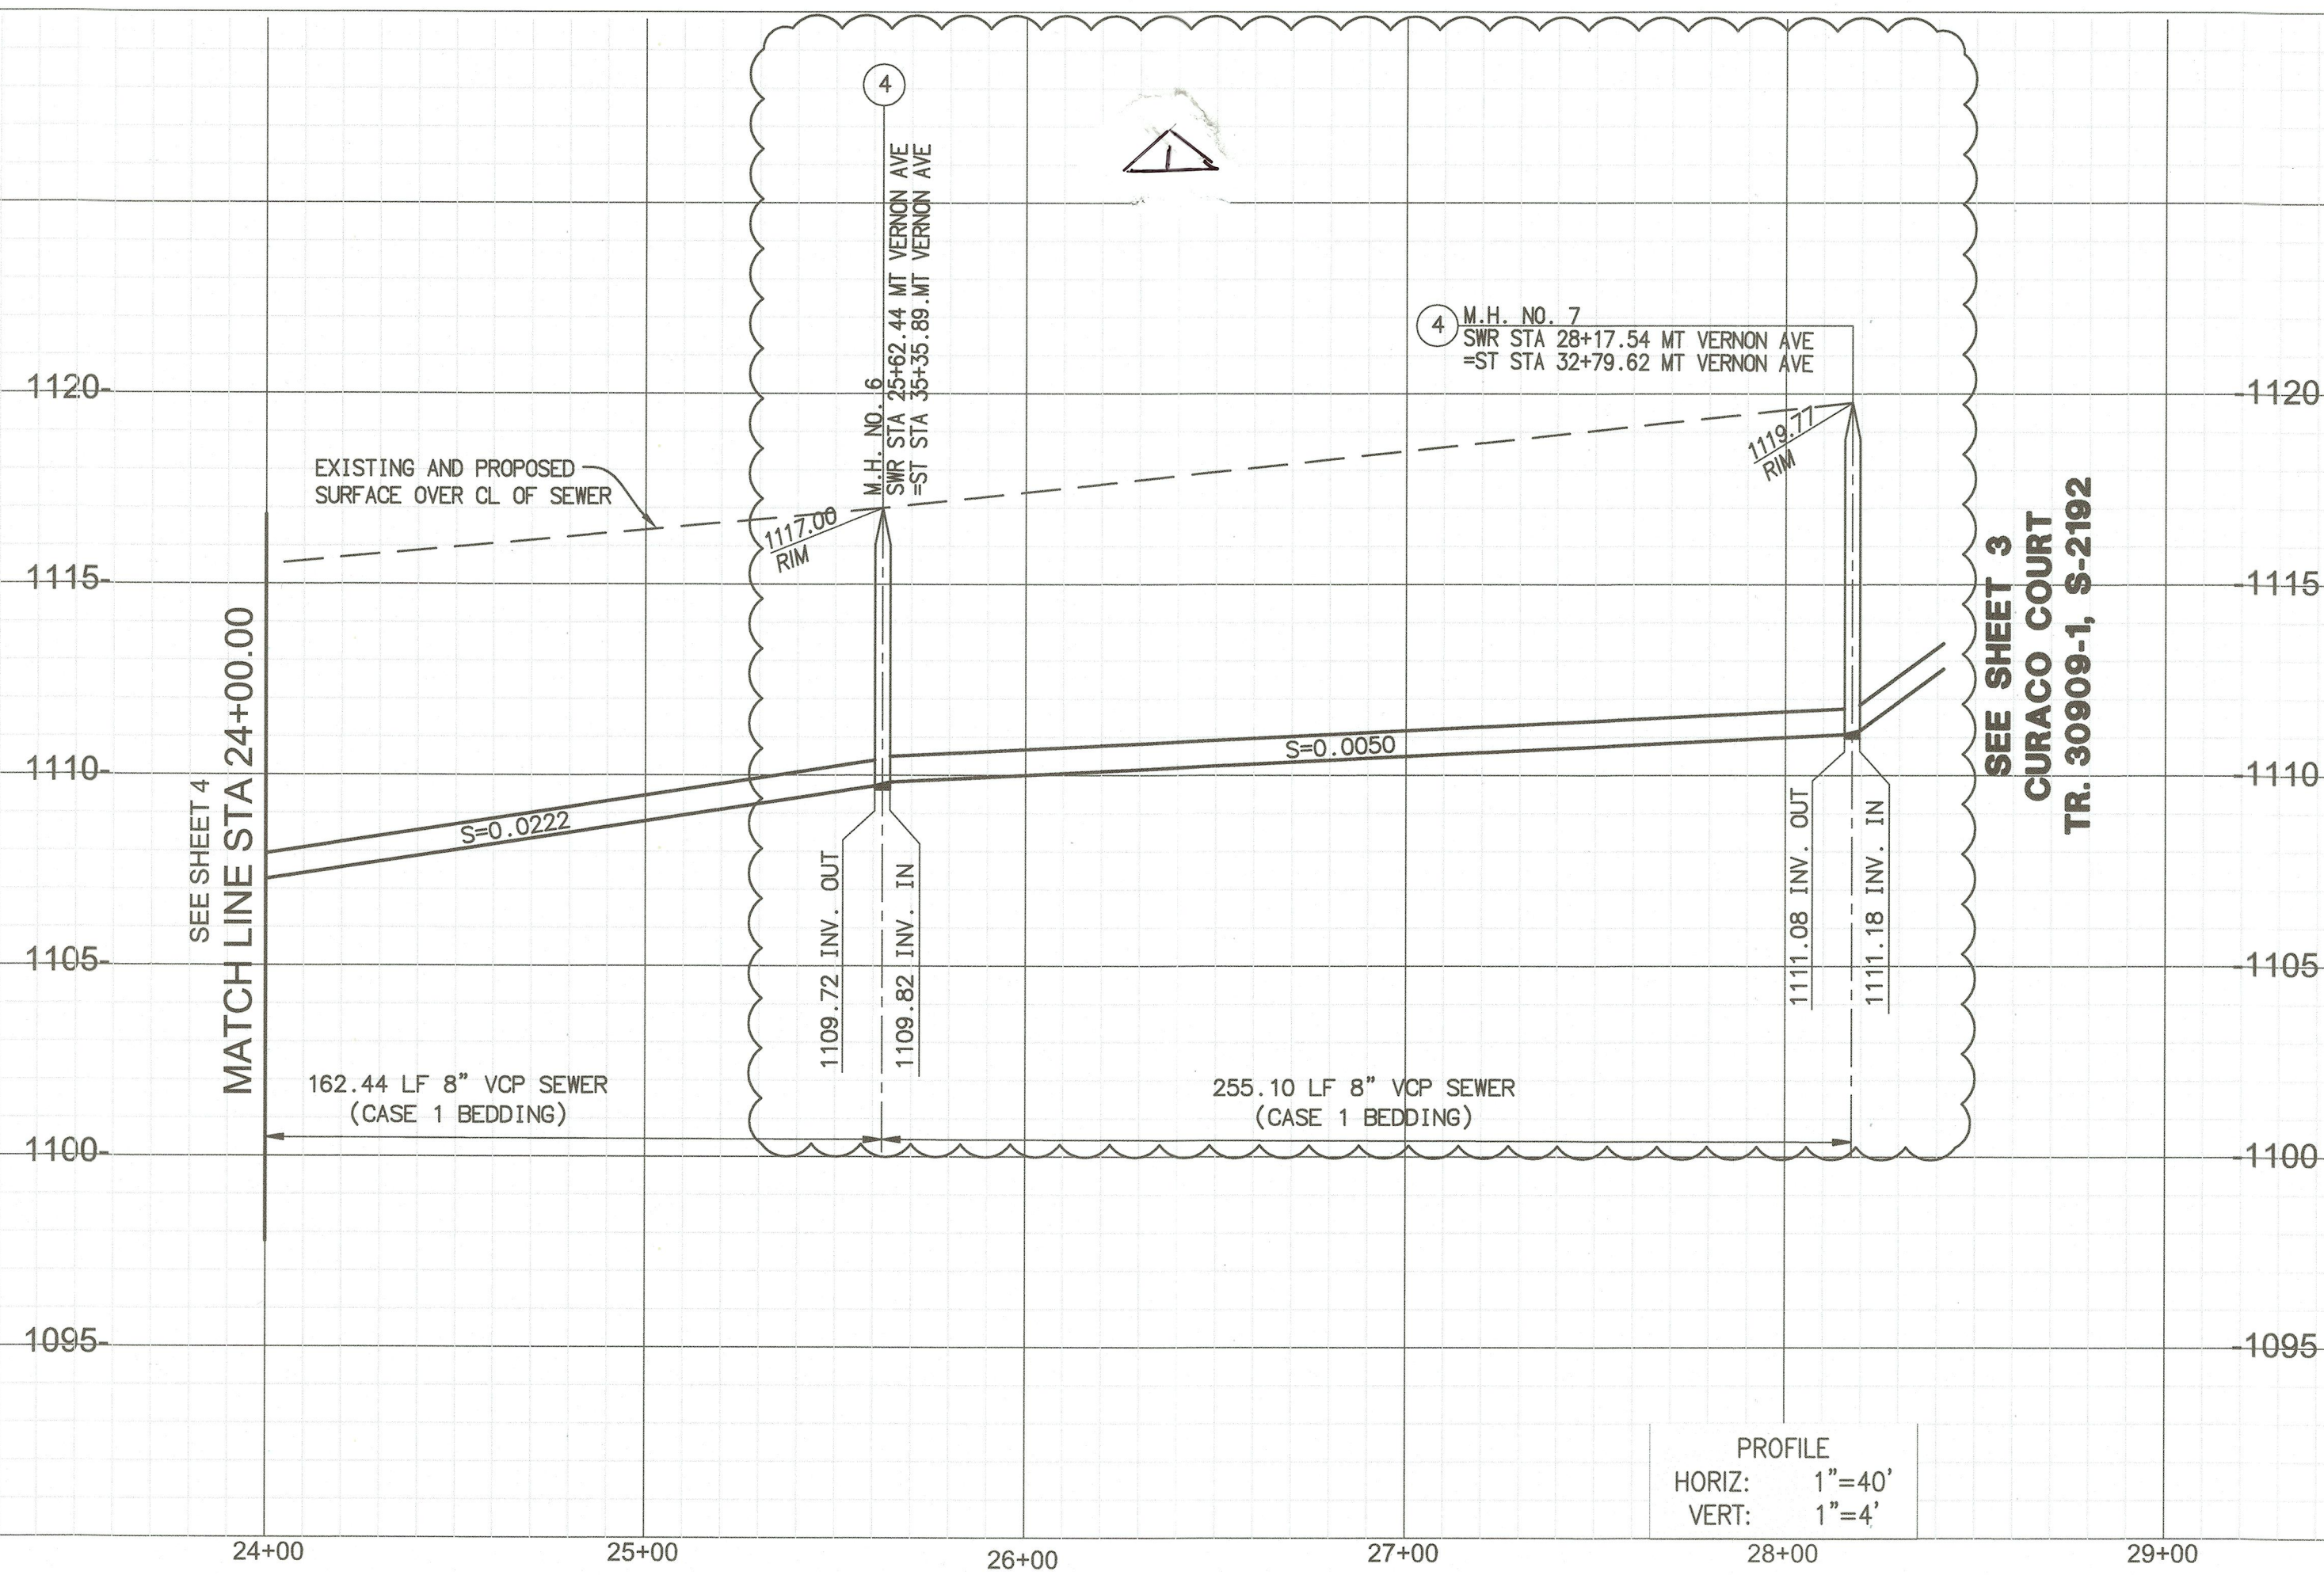 4
1
M.H. NO. 6
SWR STA 25+62.44 MT VERNON AVE
=ST STA 35+35.89.MT VERNON AVE
4
M.H. NO. 7
SWR STA 28+17.54 MT VERNON AVE
=ST STA 32+79.62 MT VERNON AVE
1120-
-1120
EXISTING AND PROPOSED
SURFACE OVER CL OF SEWER
1117.00
RIM
1119.77
RIM
1115-
-1115
SEE SHEET 4
MATCH LINE STA 24+00.00
SEE SHEET 3
CURACO COURT
TR. 30909-1, S-2192
1110-
-1110
S=0.0222
S=0.0050
1109.72 INV. OUT
1109.82 INV. IN
1111.08 INV. OUT
1111.18 INV. IN
1105-
-1105
162.44 LF 8" VCP SEWER
(CASE 1 BEDDING)
255.10 LF 8" VCP SEWER
(CASE 1 BEDDING)
1100-
-1100
1095-
-1095
PROFILE
HORIZ: 1"=40'
VERT: 1"=4'
24+00
25+00
26+00
27+00
28+00
29+00